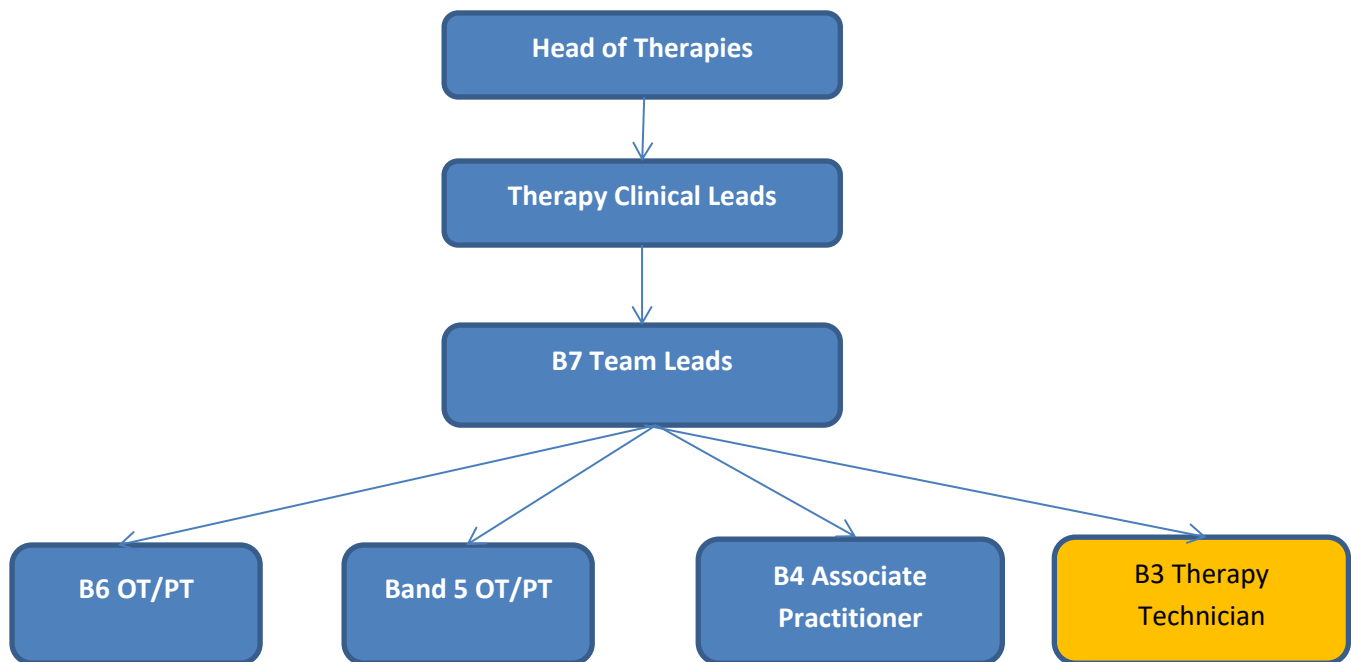 Head of Therapies
Therapy Clinical Leads
B7 Team Leads
B6 OT/PT
Band 5 OT/PT
B4 Associate
Practitioner
B3 Therapy
Technician